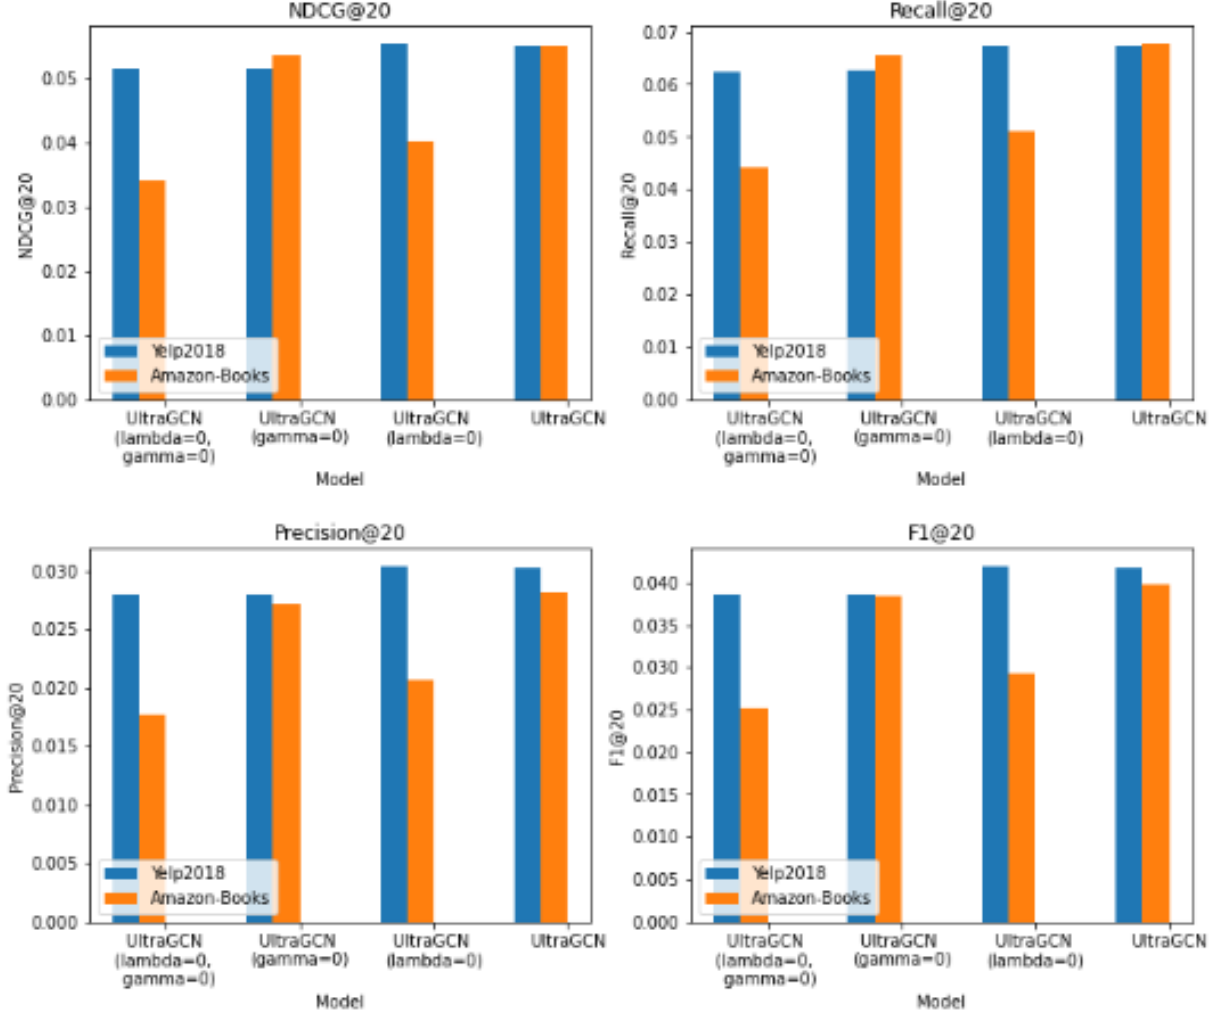 NDCG@20
NDCG@20
0.05
0.04
0.03
0.02
0.01
0.00
Yelp2018
Amazon-Books
UltraGCN
(lambda=0,
gamma=0)
UltraGCN
(gamma=0)
UltraGCN
(lambda=0)
UltraGCN
Model
Recall@20
Recall@20
0.07
0.06
0.05
0.04
0.03
0.02
0.01
0.00
Yelp2018
Amazon-Books
UltraGCN
(lambda=0,
gamma=0)
UltraGCN
(gamma=0)
UltraGCN
(lambda=0)
UltraGCN
Model
Precision@20
Precision@20
0.030
0.025
0.020
0.015
0.010
0.005
0.000
Yelp2018
Amazon-Books
UltraGCN
(lambda=0,
gamma=0)
UltraGCN
(gamma=0)
UltraGCN
(lambda=0)
UltraGCN
Model
F1@20
F1@20
0.040
0.035
0.030
0.025
0.020
0.015
0.010
0.005
0.000
Yelp2018
Amazon-Books
UltraGCN
(lambda=0,
gamma=0)
UltraGCN
(gamma=0)
UltraGCN
(lambda=0)
UltraGCN
Model